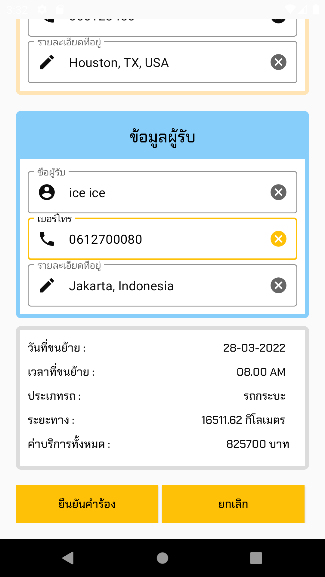 รายละเอียดที่อยู่
Houston, TX, USA
ข้อมูลผู้รับ
ชื่อผู้รับ
ice ice
เบอร์โทร
0612700080
รายละเอียดที่อยู่
Jakarta, Indonesia
วันที่ขนย้าย : 28-03-2022
เวลาที่ขนย้าย : 08.00 AM
ประเภทรถ : รถกระบะ
ระยะทาง : 16511.62 กิโลเมตร
ค่าบริการทั้งหมด : 825700 บาท
ยืนยันคำร้อง ยกเลิก